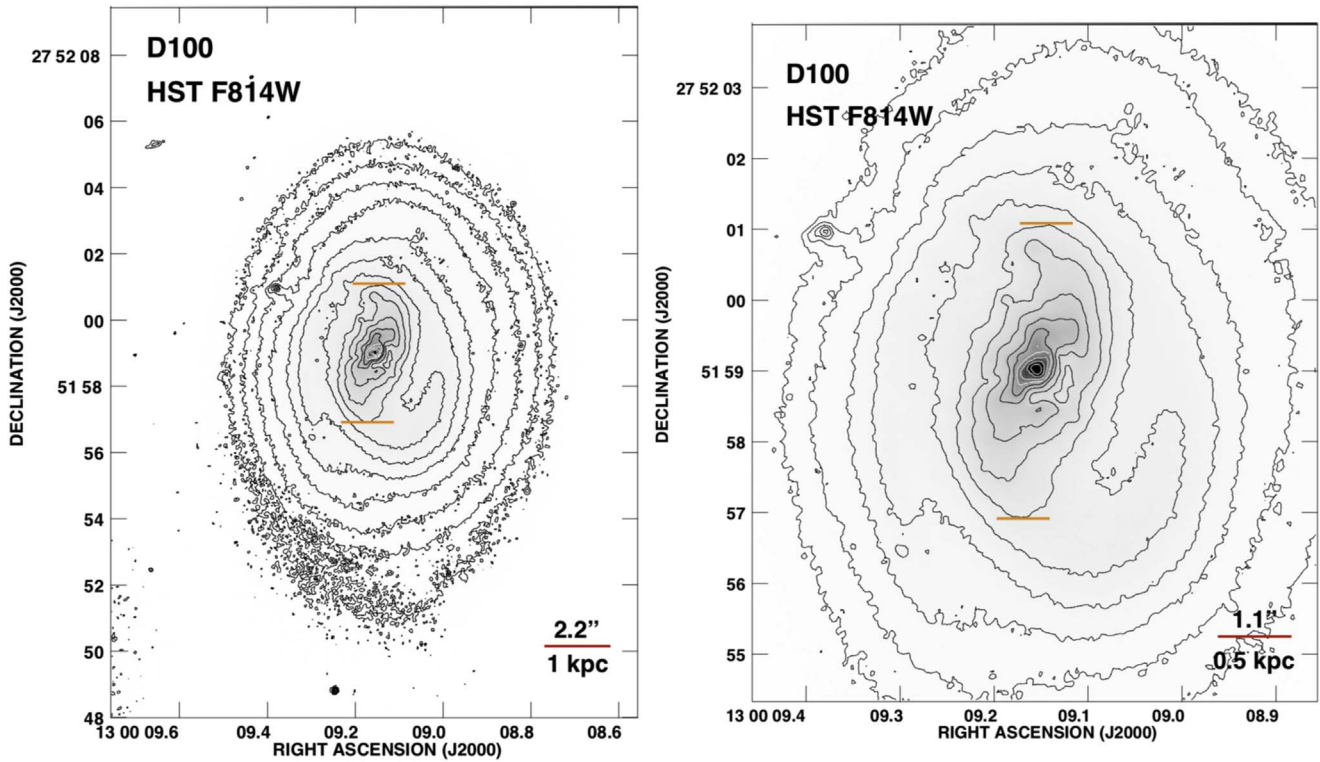 D100
HST F814W
27 52 08
06
04
02
00
51 58
56
54
52
50
48
13 00 09.6
09.4
09.2
09.0
08.8
08.6
RIGHT ASCENSION (J2000)
DECLINATION (J2000)
2.2”
1 kpc
D100
HST F814W
27 52 03
02
01
00
51 59
58
57
56
55
13 00 09.4
09.3
09.2
09.1
09.0
08.9
RIGHT ASCENSION (J2000)
DECLINATION (J2000)
1.1”
0.5 kpc